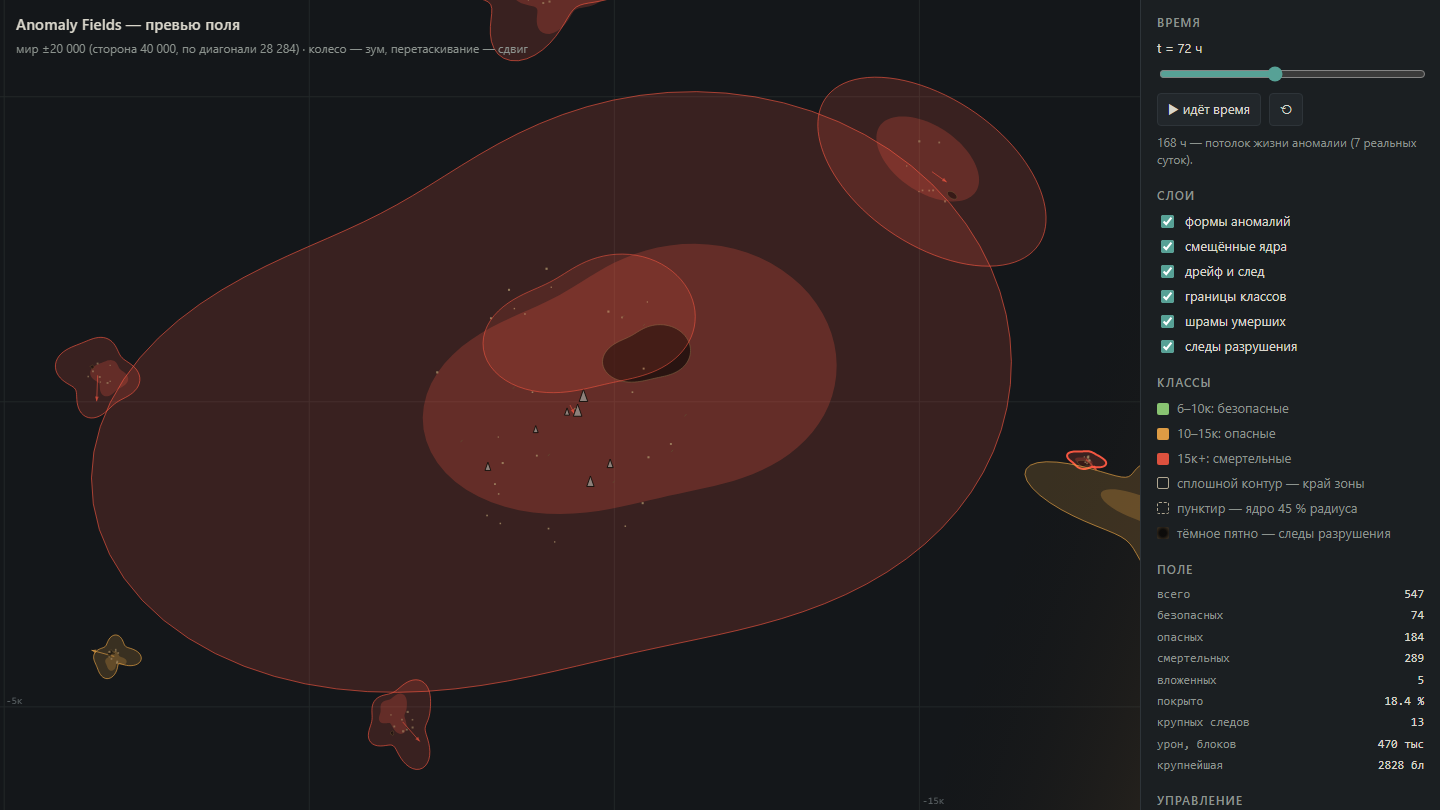 Anomaly Fields — превью поля
мир ±20 000 (сторона 40 000, по диагонали 28 284) · колесо — зум, перетаскивание — сдвиг
-5к
-15к
ВРЕМЯ
t = 72 ч
▶ идёт время
⟲
168 ч — потолок жизни аномалии (7 реальных
суток).
СЛОИ
формы аномалий
смещённые ядра
дрейф и след
границы классов
шрамы умерших
следы разрушения
КЛАССЫ
6–10к: безопасные
10–15к: опасные
15к+: смертельные
сплошной контур — край зоны
пунктир — ядро 45 % радиуса
тёмное пятно — следы разрушения
ПОЛЕ
всего 547
безопасных 74
опасных 184
смертельных 289
вложенных 5
покрыто 18.4 %
крупных следов 13
урон, блоков 470 тыс
крупнейшая 2828 бл
УПРАВЛЕНИЕ